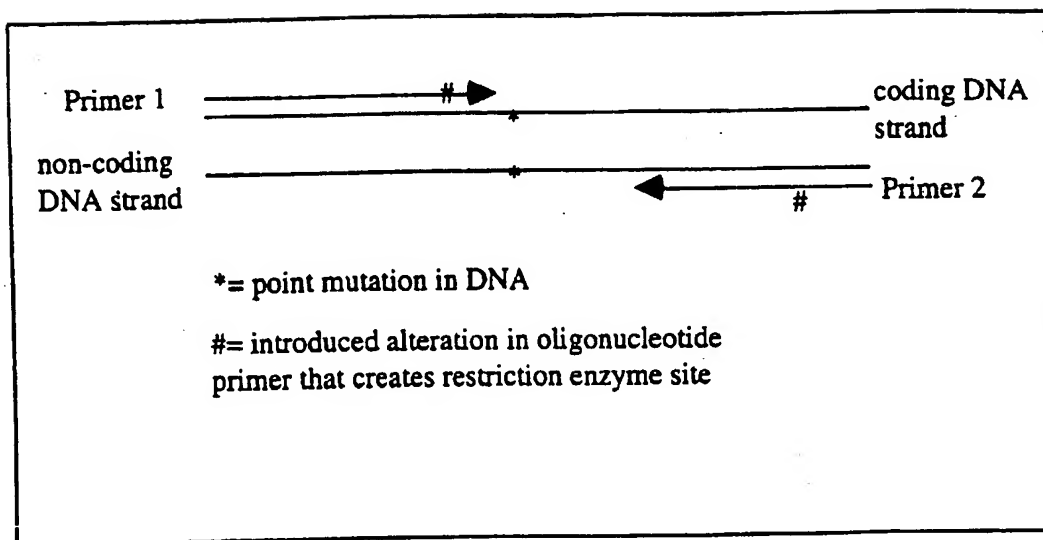 Primer 1
#
coding DNA
strand
*
non-coding
DNA strand
*
Primer 2
#
*= point mutation in DNA
#= introduced alteration in oligonucleotide
primer that creates restriction enzyme site